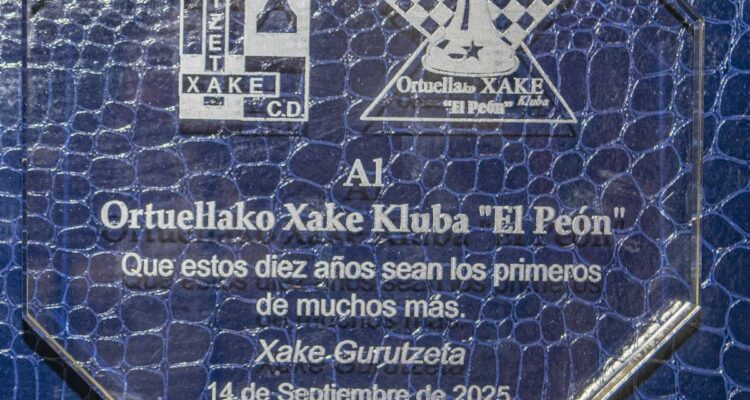 XAKE
C.D.
Ortuellako XAKE
Kluba
"El Peón"
Al
Ortuellako Xake Kluba "El Peón"
Que estos diez años sean los primeros
de muchos más.
Xake Gurutzeta
14 de Septiembre de 2025